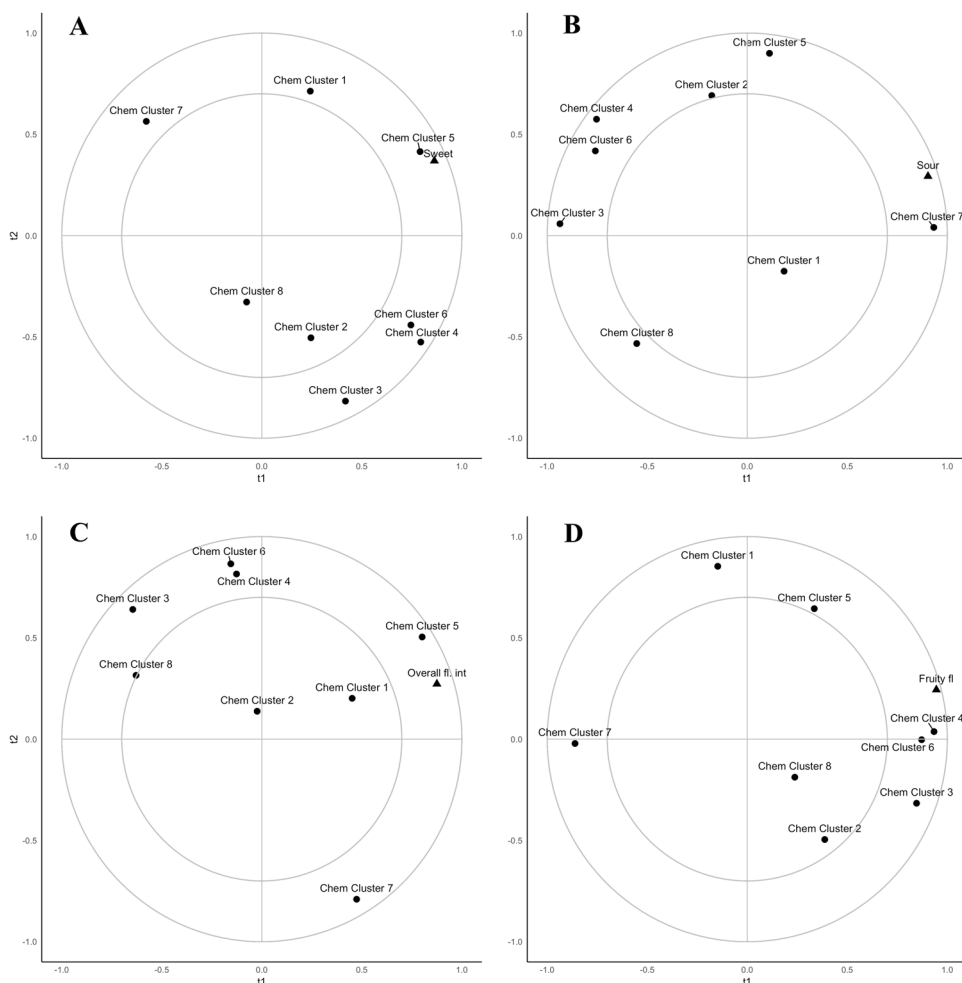 A
1.0
Chem Cluster 1
Chem Cluster 7
0.5
Chem Cluster 5
Sweet
t2
0.0
Chem Cluster 8
Chem Cluster 6
Chem Cluster 2
Chem Cluster 4
-0.5
Chem Cluster 3
-1.0
-1.0 -0.5 0.0 0.5 1.0
t1
B
1.0
Chem Cluster 5
Chem Cluster 2
Chem Cluster 4
0.5
Chem Cluster 6
Sour
Chem Cluster 3
Chem Cluster 7
0.0
Chem Cluster 1
Chem Cluster 8
-0.5
-1.0
-1.0 -0.5 0.0 0.5 1.0
t1
C
1.0
Chem Cluster 6
Chem Cluster 4
Chem Cluster 3
Chem Cluster 5
0.5
Chem Cluster 8
Overall fl. int
Chem Cluster 1
Chem Cluster 2
t2
0.0
-0.5
Chem Cluster 7
-1.0
-1.0 -0.5 0.0 0.5 1.0
t1
D
1.0
Chem Cluster 1
Chem Cluster 5
0.5
Fruity fl
Chem Cluster 4
Chem Cluster 7
0.0
Chem Cluster 6
Chem Cluster 8
Chem Cluster 3
Chem Cluster 2
-0.5
-1.0
-1.0 -0.5 0.0 0.5 1.0
t1